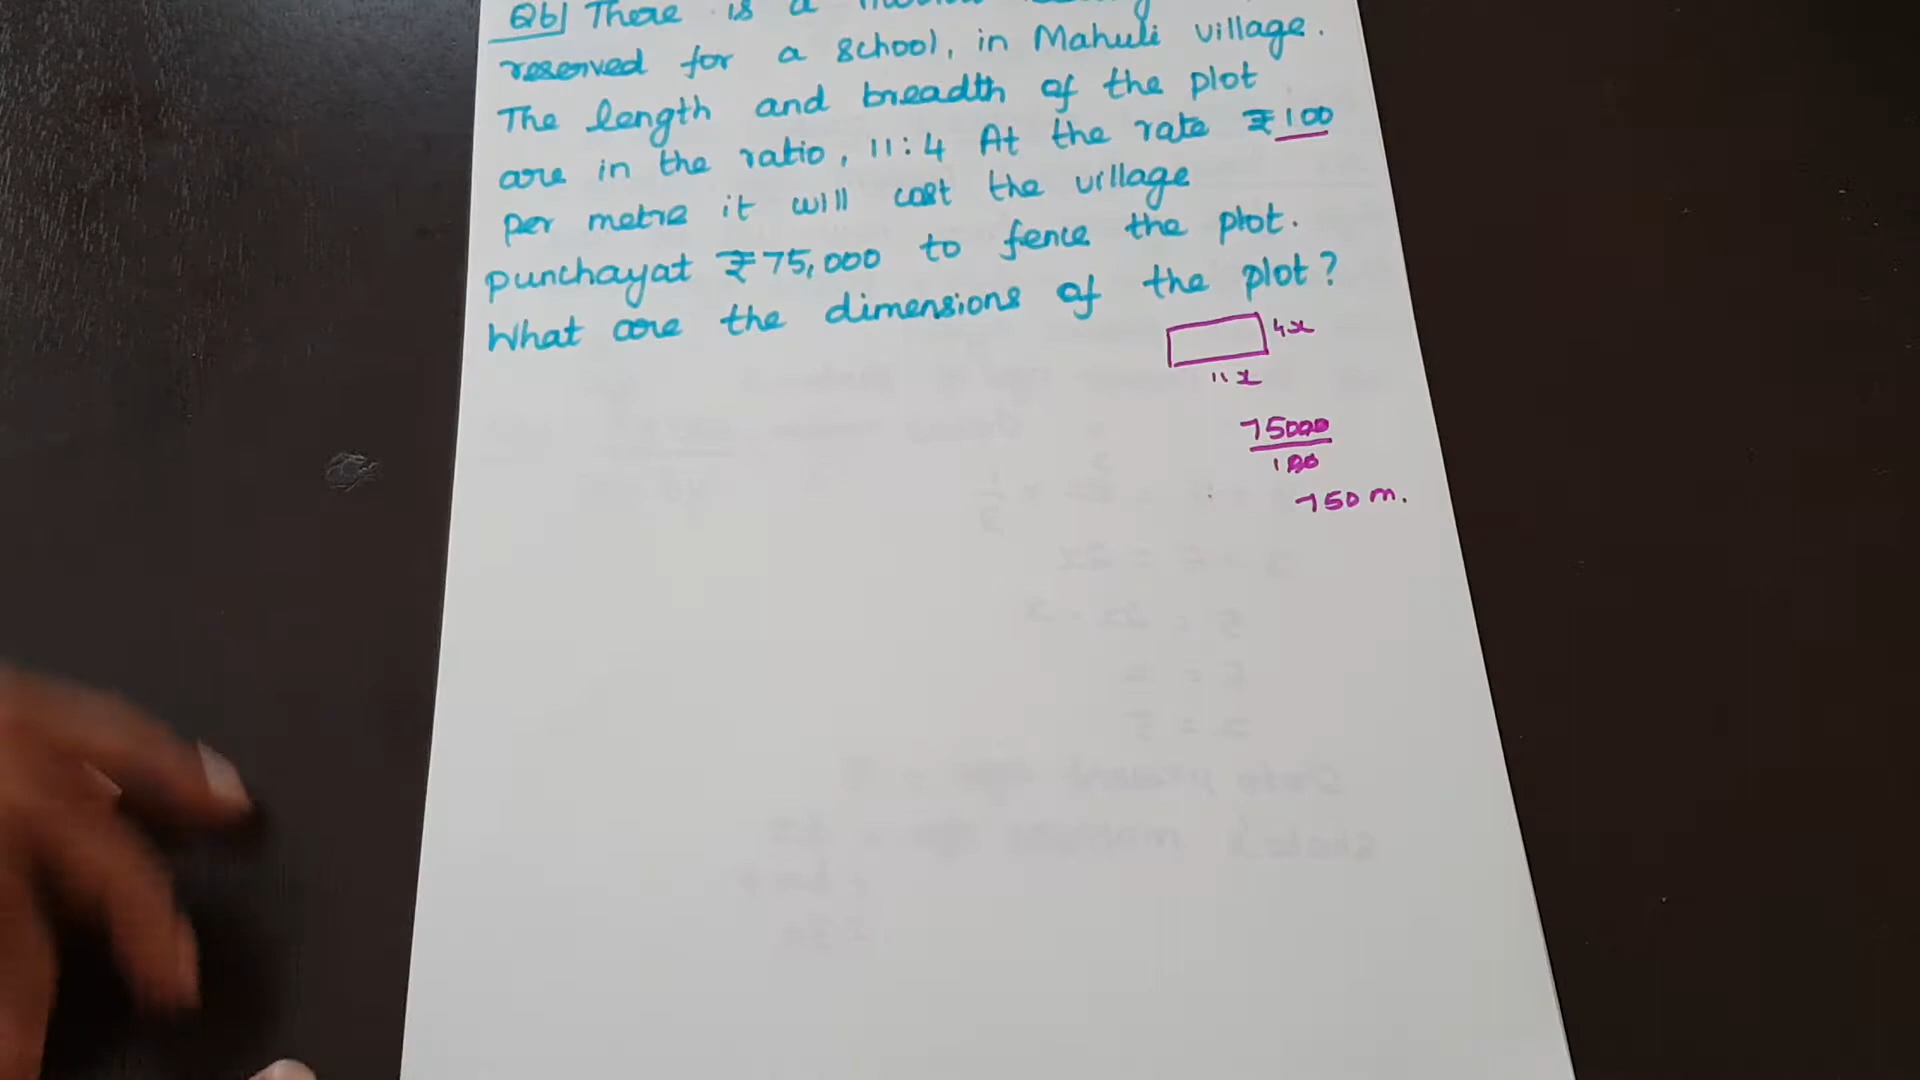 Q6] There is a
reserved for a school, in Mahuli village.
The length and breadth of the plot
are in the ratio, 11:4 At the rate ₹100
per metre it will cost the village
punchayat ₹75,000 to fence the plot.
What are the dimensions of the plot?
4x
11x
75000
100
750 m.